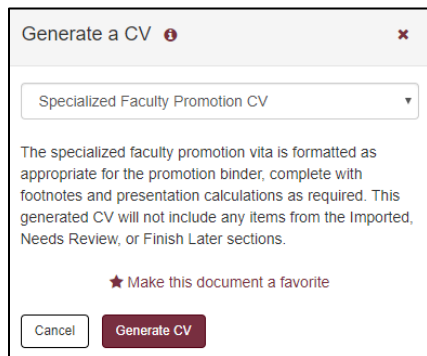 Generate a CV
Specialized Faculty Promotion CV
The specialized faculty promotion vita is formatted as
appropriate for the promotion binder, complete with
footnotes and presentation calculations as required. This
generated CV will not include any items from the Imported,
Needs Review, or Finish Later sections.
Make this document a favorite
Cancel Generate CV